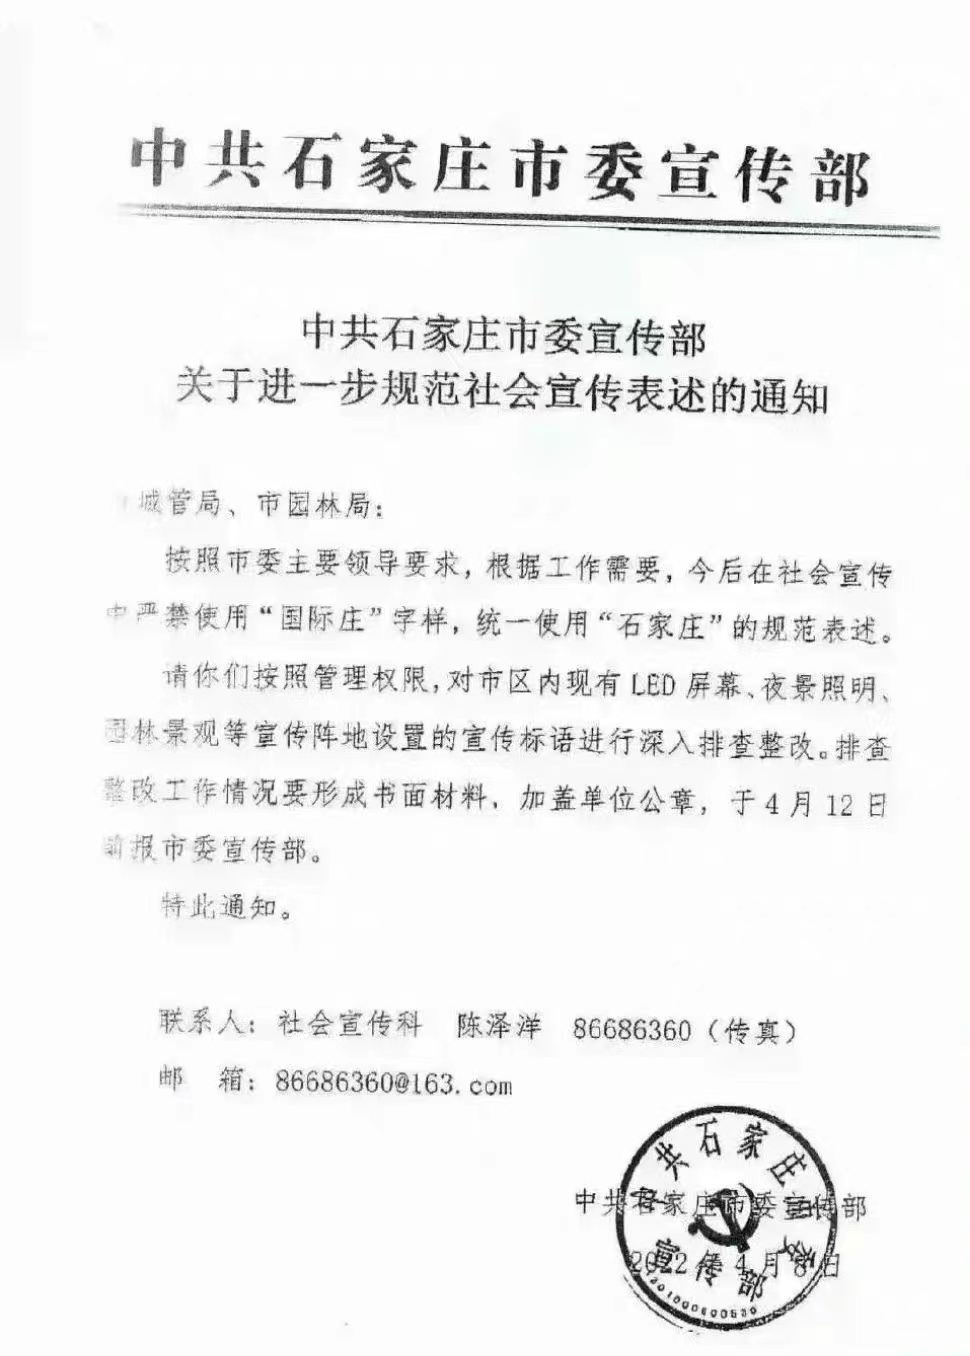 中共石家庄市委宣传部
中共石家庄市委宣传部
关于进一步规范社会宣传表述的通知
城管局、市园林局：
按照市委主要领导要求，根据工作需要，今后在社会宣传
中严禁使用“国际庄”字样，统一使用“石家庄”的规范表述。
请你们按照管理权限，对市区内现有LED屏幕、夜景照明、
园林景观等宣传阵地设置的宣传标语进行深入排查整改。排查
整改工作情况要形成书面材料，加盖单位公章，于4月12日
前报市委宣传部。
特此通知。
联系人：社会宣传科 陈泽洋 86686360（传真）
邮 箱：86686360@163.com
中共石家庄市委宣传部
2022年4月8日
中共石家庄市委
宣传部